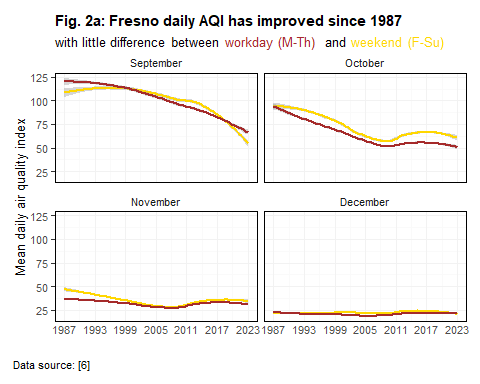 Fig. 2a: Fresno daily AQI has improved since 1987
with little difference between workday (M-Th) and weekend (F-Su)
September October
125
100
75
50
25
Mean daily air quality index
November December
125
100
75
50
25
1987 1993 1999 2005 2011 2017 2023 1987 1993 1999 2005 2011 2017 2023
Data source: [6]